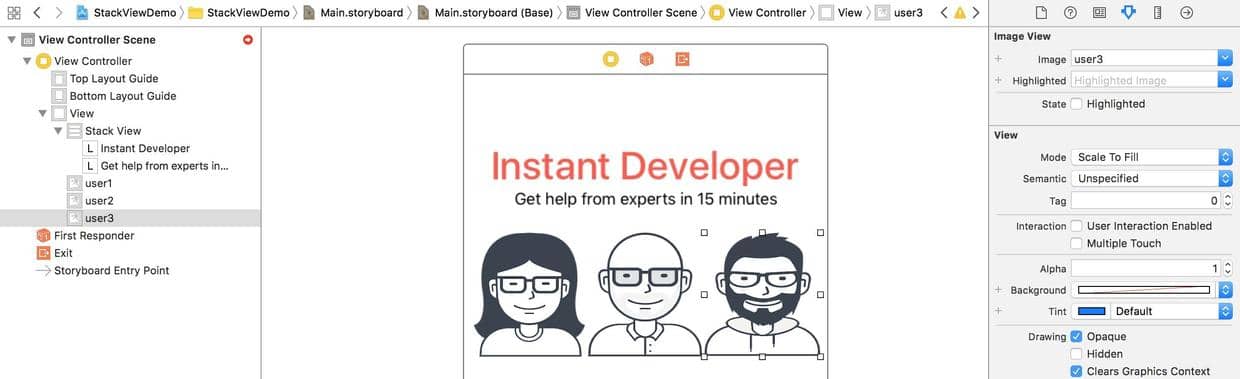 StackViewDemo StackViewDemo Main.storyboard Main.storyboard (Base) View Controller Scene View Controller View user3
View Controller Scene
View Controller
Top Layout Guide
Bottom Layout Guide
View
Stack View
L Instant Developer
L Get help from experts in...
user1
user2
user3
First Responder
Exit
Storyboard Entry Point
Instant Developer
Get help from experts in 15 minutes
Image View
Image user3
Highlighted Highlighted Image
State Highlighted
View
Mode Scale To Fill
Semantic Unspecified
Tag 0
Interaction User Interaction Enabled
Multiple Touch
Alpha 1
Background
Tint Default
Drawing Opaque
Hidden
Clears Graphics Context